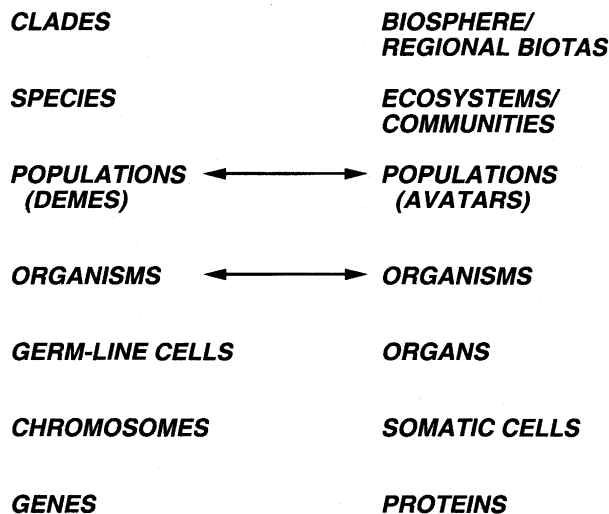 CLADES
BIOSPHERE/
REGIONAL BIOTAS
SPECIES
ECOSYSTEMS/
COMMUNITIES
POPULATIONS
(DEMES)
POPULATIONS
(AVATARS)
ORGANISMS
ORGANISMS
GERM-LINE CELLS
ORGANS
CHROMOSOMES
SOMATIC CELLS
GENES
PROTEINS